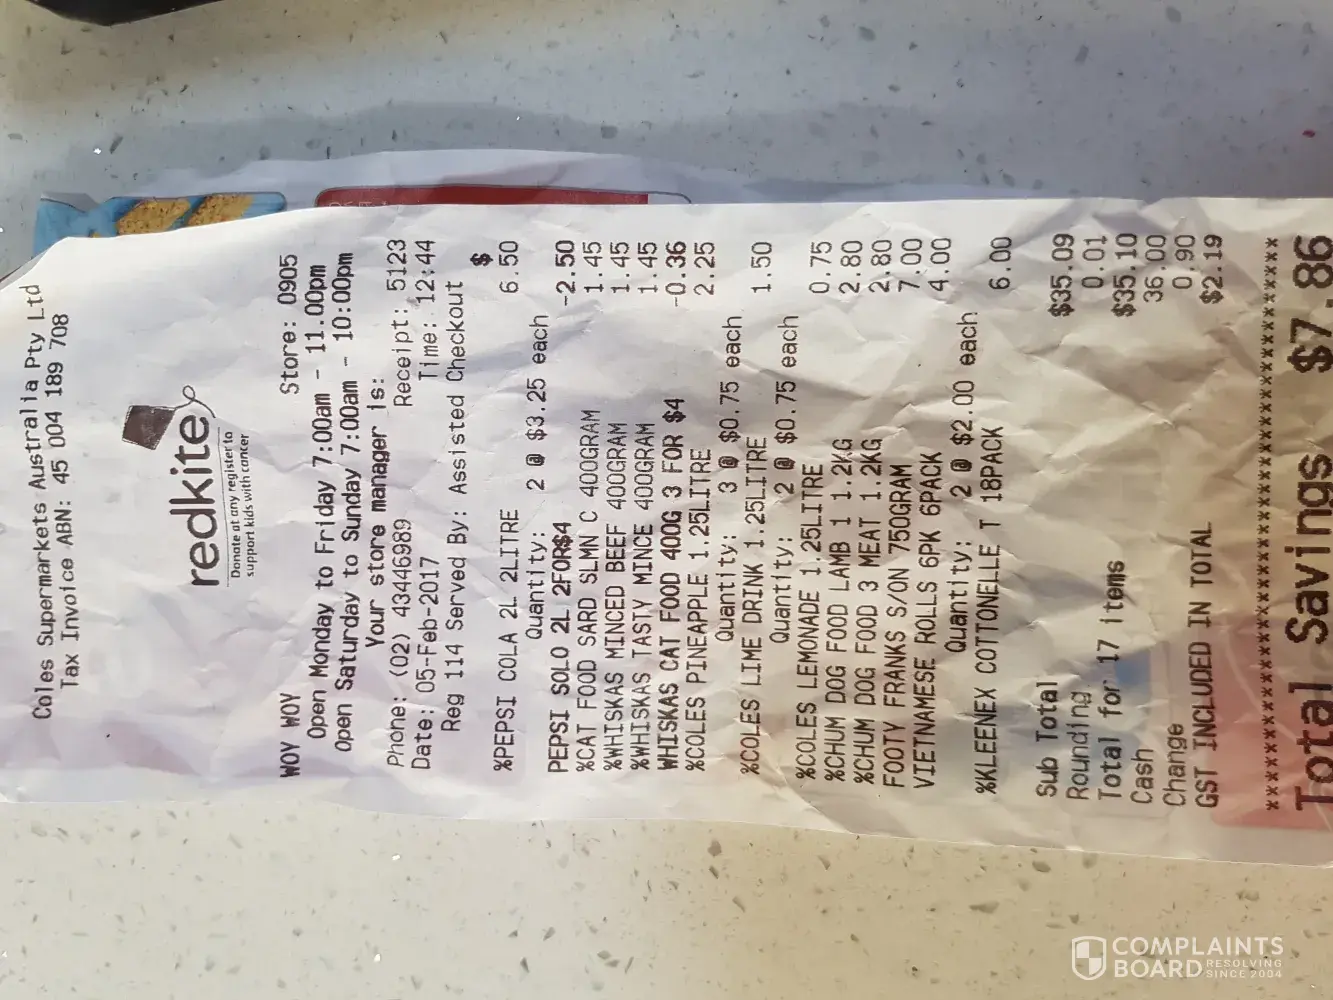 Coles Supermarkets Australia Pty Ltd
Tax Invoice ABN: 45 004 189 708
redkite
Donate at any register to
support kids with cancer
WOY WOY Store: 0905
Open Monday to Friday 7:00am - 11.00pm
Open Saturday to Sunday 7:00am - 10:00pm
Your store manager is:
Phone: (02) 43446989 Receipt: 5123
Date: 05-Feb-2017 Time: 12:44
Reg 114 Served By: Assisted Checkout
$
%PEPSI COLA 2L 2LITRE 6.50
Quantity: 2 @ $3.25 each
PEPSI SOLO 2L 2FOR$4 -2.50
%CAT FOOD SARD SLMN C 400GRAM 1.45
%WHISKAS MINCED BEEF 400GRAM 1.45
%WHISKAS TASTY MINCE 400GRAM 1.45
WHISKAS CAT FOOD 400G 3 FOR $4 -0.36
%COLES PINEAPPLE 1.25LITRE 2.25
Quantity: 3 @ $0.75 each
%COLES LIME DRINK 1.25LITRE 1.50
Quantity: 2 @ $0.75 each
%COLES LEMONADE 1.25LITRE 0.75
%CHUM DOG FOOD LAMB 1 1.2KG 2.80
%CHUM DOG FOOD 3 MEAT 1.2KG 2.80
FOOTY FRANKS S/ON 750GRAM 7.00
VIETNAMESE ROLLS 6PK 6PACK 4.00
Quantity: 2 @ $2.00 each
%KLEENEX COTTONELLE T 18PACK 6.00
Sub Total $35.09
Rounding 0.01
Total for 17 items $35.10
Cash 36.00
Change 0.90
GST INCLUDED IN TOTAL $2.19
****************************************
Total Savings $7.86
COMPLAINTS
BOARD RESOLVING
SINCE 2004